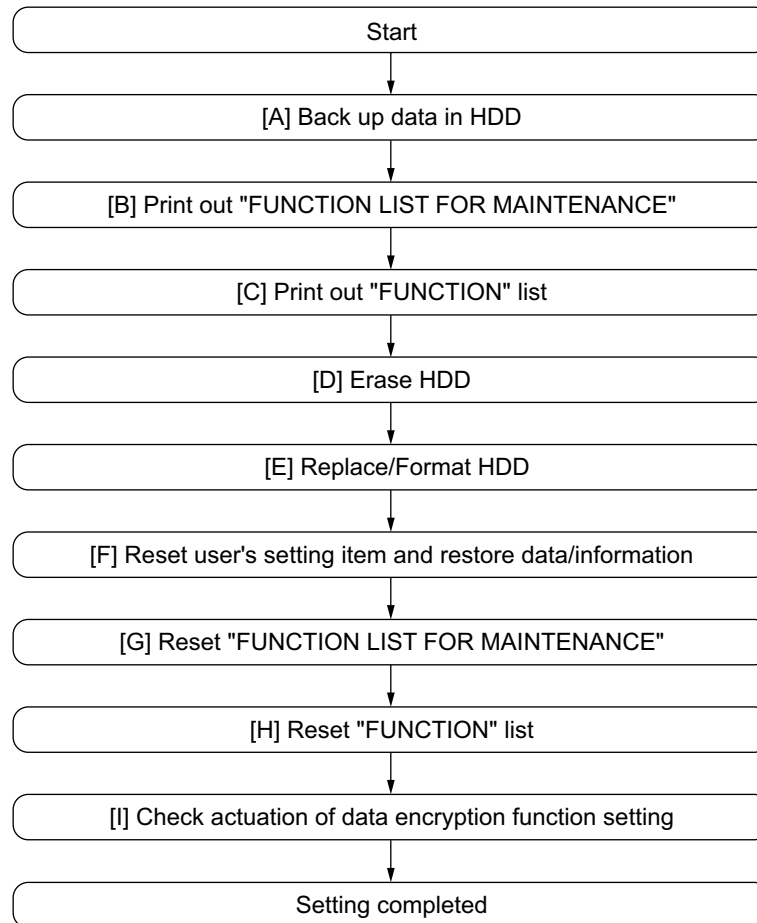 Start
[A] Back up data in HDD
[B] Print out "FUNCTION LIST FOR MAINTENANCE"
[C] Print out "FUNCTION" list
[D] Erase HDD
[E] Replace/Format HDD
[F] Reset user's setting item and restore data/information
[G] Reset "FUNCTION LIST FOR MAINTENANCE"
[H] Reset "FUNCTION" list
[I] Check actuation of data encryption function setting
Setting completed